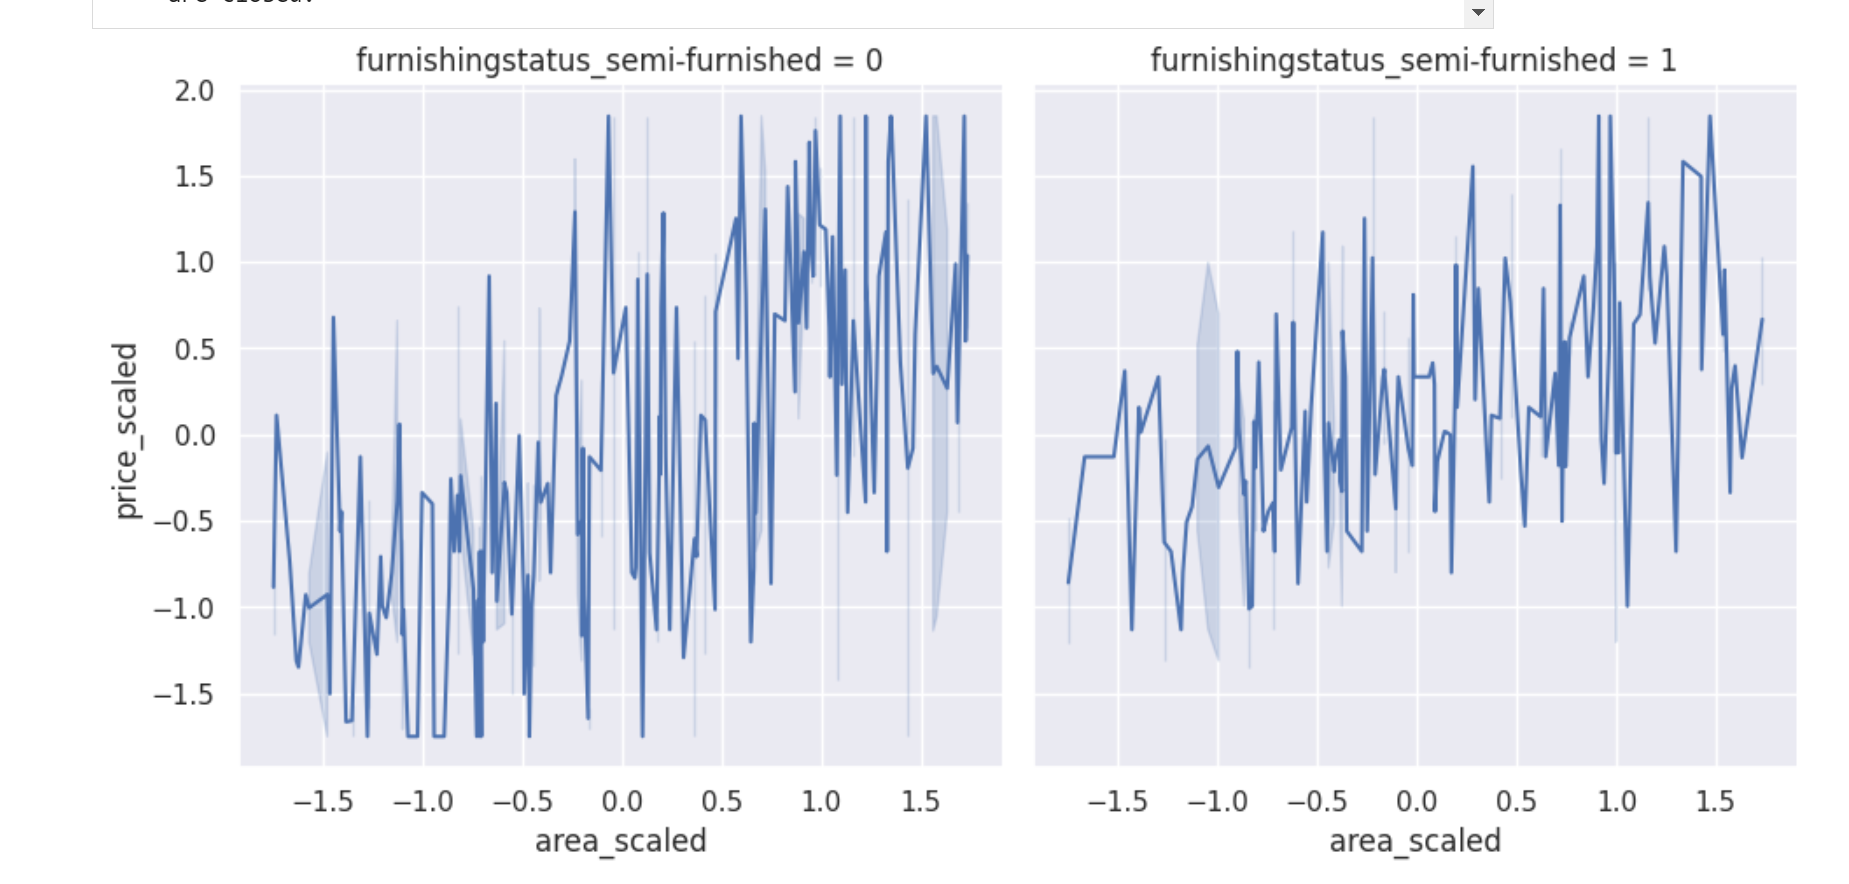 are closed.
furnishingstatus_semi-furnished = 0
furnishingstatus_semi-furnished = 1
price_scaled
2.0
1.5
1.0
0.5
0.0
−0.5
−1.0
−1.5
−1.5 −1.0 −0.5 0.0 0.5 1.0 1.5
−1.5 −1.0 −0.5 0.0 0.5 1.0 1.5
area_scaled
area_scaled